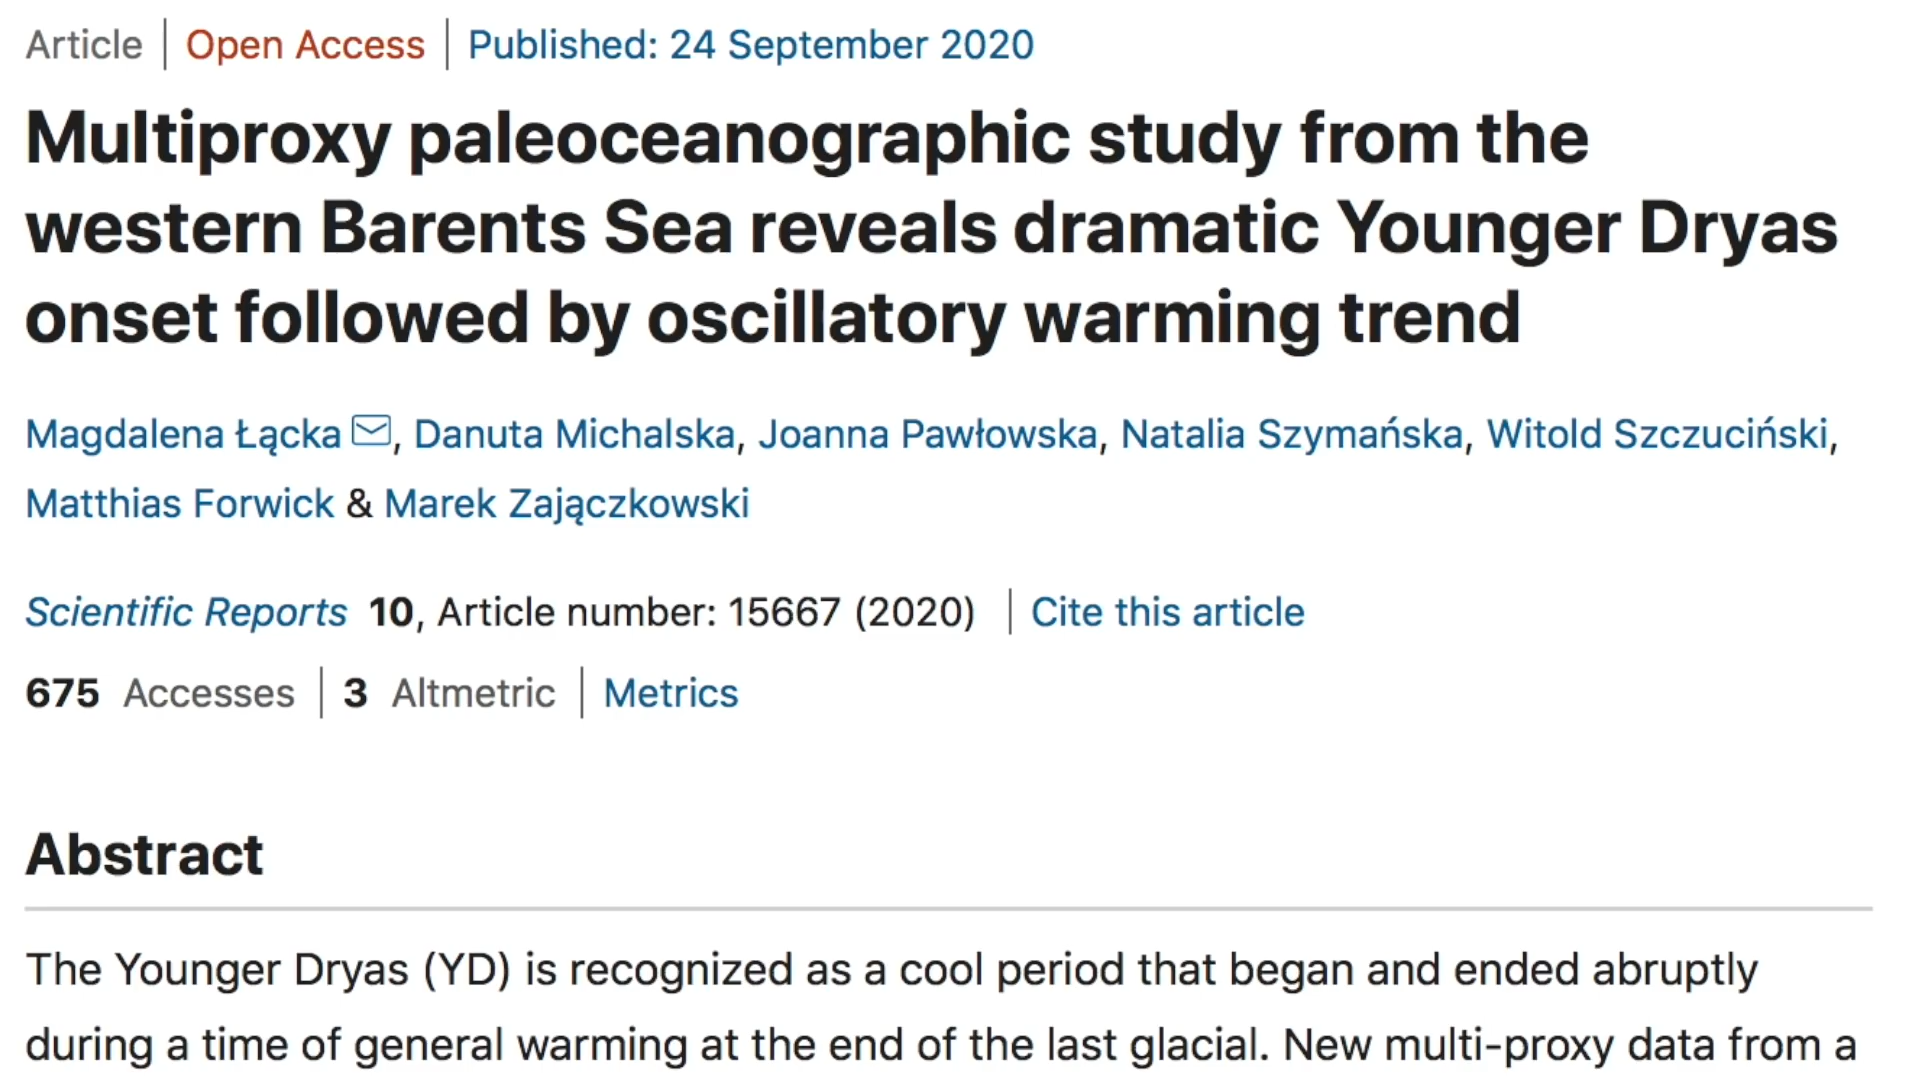 Article | Open Access | Published: 24 September 2020
Multiproxy paleoceanographic study from the
western Barents Sea reveals dramatic Younger Dryas
onset followed by oscillatory warming trend
Magdalena Łącka, Danuta Michalska, Joanna Pawłowska, Natalia Szymańska, Witold Szczuciński,
Matthias Forwick & Marek Zajączkowski
Scientific Reports 10, Article number: 15667 (2020) | Cite this article
675 Accesses | 3 Altmetric | Metrics
Abstract
The Younger Dryas (YD) is recognized as a cool period that began and ended abruptly
during a time of general warming at the end of the last glacial. New multi-proxy data from a